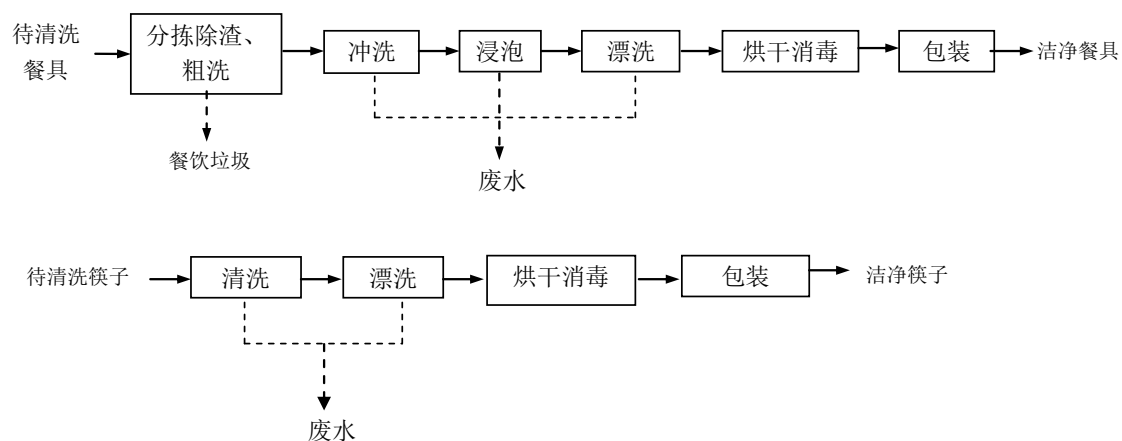 待清洗
餐具
分拣除渣、
粗洗
冲洗
浸泡
漂洗
烘干消毒
包装
洁净餐具
餐饮垃圾
废水
待清洗筷子
清洗
漂洗
烘干消毒
包装
洁净筷子
废水